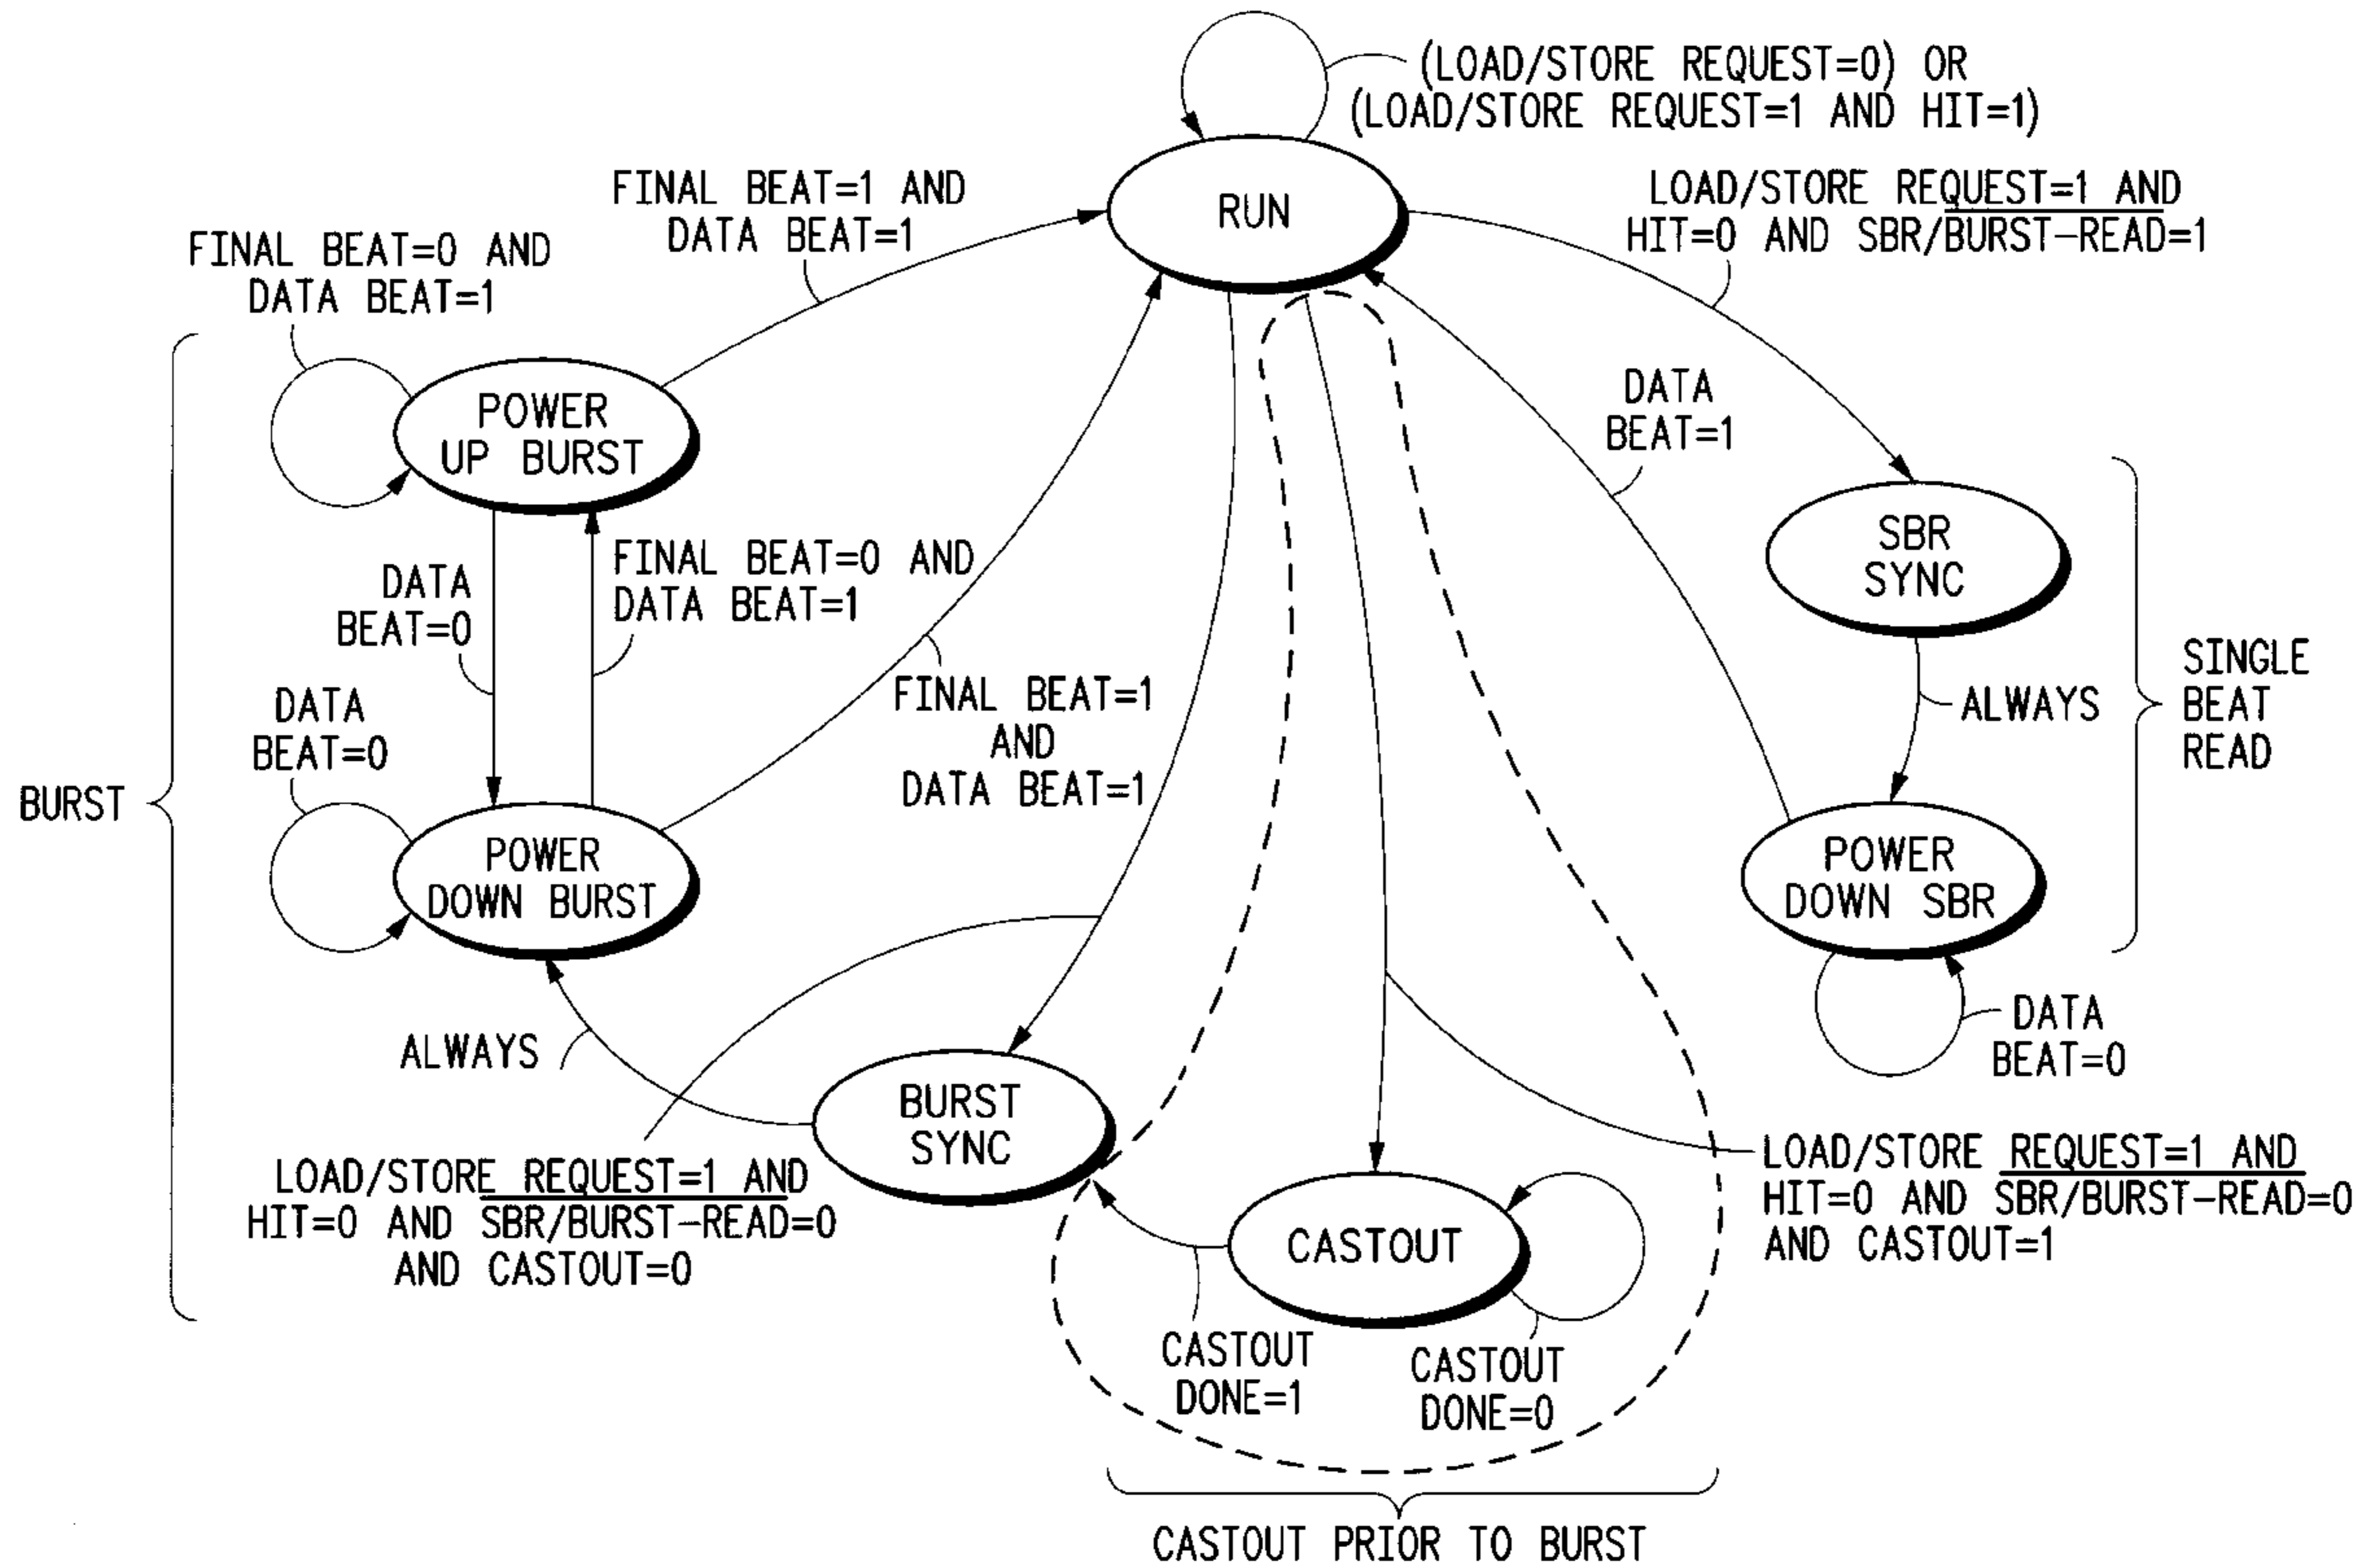 (LOAD/STORE REQUEST=0) OR
(LOAD/STORE REQUEST=1 AND HIT=1)
RUN
FINAL BEAT=1 AND
DATA BEAT=1
LOAD/STORE REQUEST=1 AND
HIT=0 AND SBR/BURST-READ=1
FINAL BEAT=0 AND
DATA BEAT=1
POWER
UP BURST
DATA
BEAT=1
SBR
SYNC
FINAL BEAT=0 AND
DATA BEAT=1
DATA
BEAT=0
FINAL BEAT=1
AND
DATA BEAT=1
ALWAYS
SINGLE
BEAT
READ
DATA
BEAT=0
BURST
POWER
DOWN BURST
POWER
DOWN SBR
DATA
BEAT=0
ALWAYS
BURST
SYNC
LOAD/STORE REQUEST=1 AND
HIT=0 AND SBR/BURST-READ=0
AND CASTOUT=0
CASTOUT
LOAD/STORE REQUEST=1 AND
HIT=0 AND SBR/BURST-READ=0
AND CASTOUT=1
CASTOUT
DONE=1
CASTOUT
DONE=0
CASTOUT PRIOR TO BURST